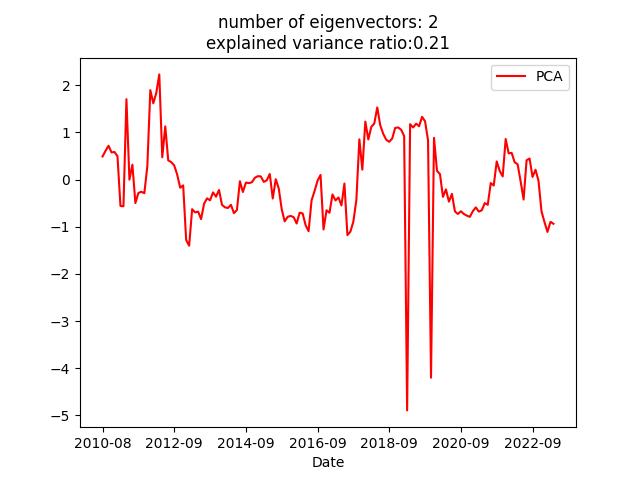 number of eigenvectors: 2
explained variance ratio:0.21
PCA
2
1
0
−1
−2
−3
−4
−5
2010-08 2012-09 2014-09 2016-09 2018-09 2020-09 2022-09
Date